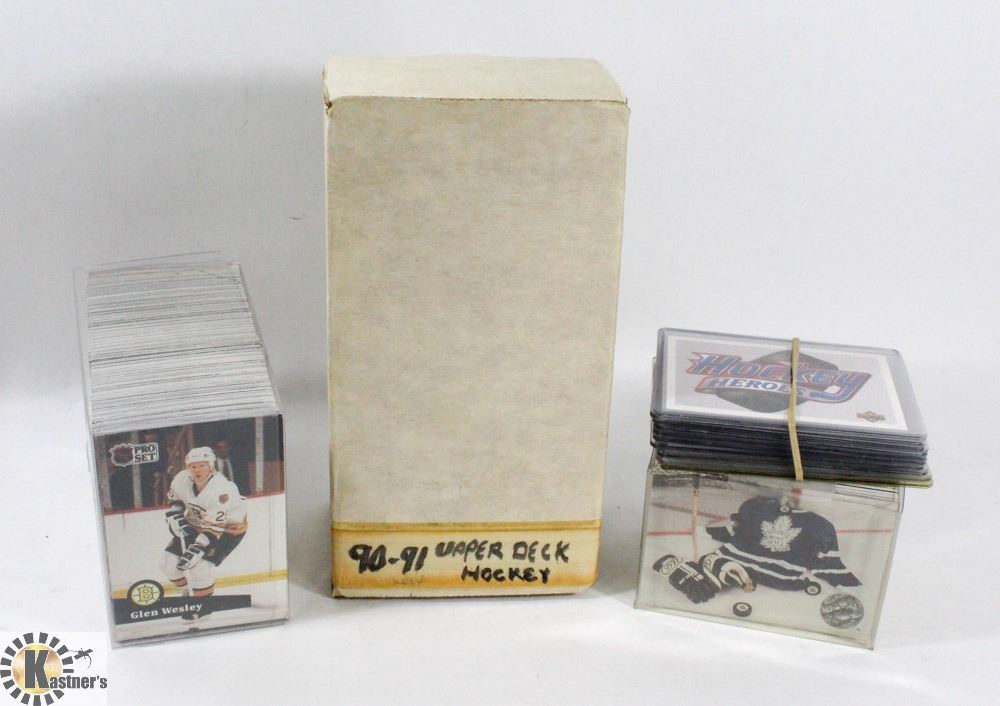 PRO
SET
Glen Wesley
90-91 UPPER DECK
HOCKEY
HOCKEY
HEROES
KASTNER'S